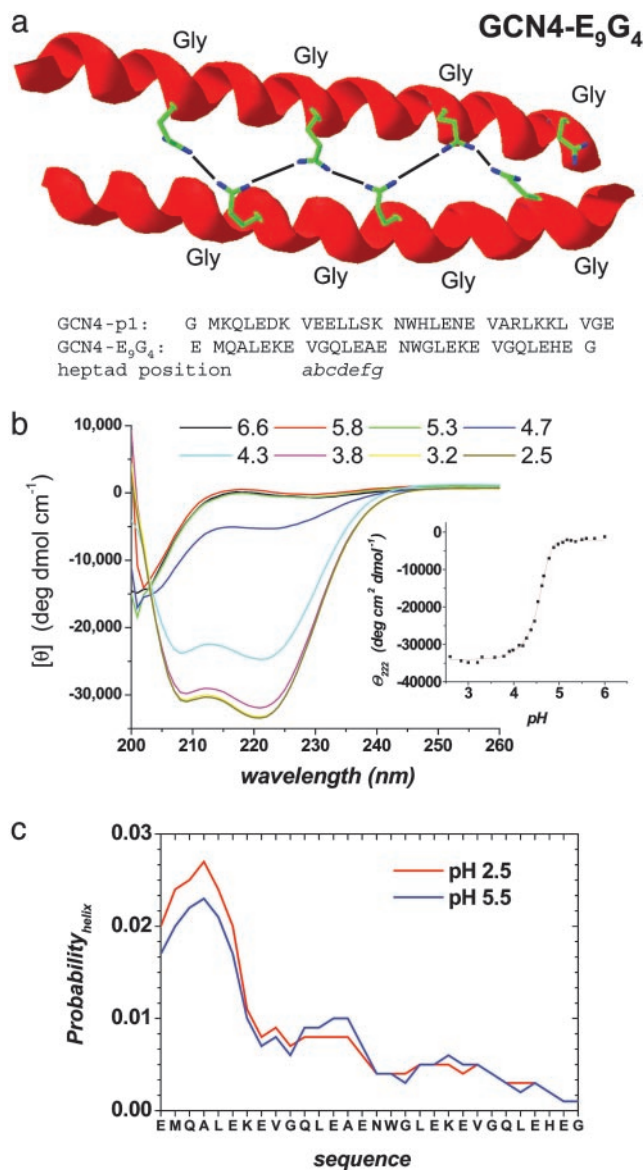 a
GCN4-E₉G₄
Gly Gly Gly Gly
Gly Gly Gly Gly
GCN4-p1: G MKQLEDK VEELLSK NWHLENE VARLKKL VGE
GCN4-E₉G₄: E MQALEKE VGQLEAE NWGLEKE VGQLEHE G
heptad position abcdefg
b
6.6 5.8 5.3 4.7
4.3 3.8 3.2 2.5
10,000
0
-10,000
-20,000
-30,000
[θ] (deg dmol cm⁻¹)
200 210 220 230 240 250 260
wavelength (nm)
0
-10000
-20000
-30000
-40000
Θ₂₂₂ (deg cm² dmol⁻¹)
3 4 5 6
pH
c
0.03
0.02
0.01
0.00
Probability helix
pH 2.5
pH 5.5
E M Q A L E K E V G Q L E A E N W G L E K E V G Q L E H E G
sequence